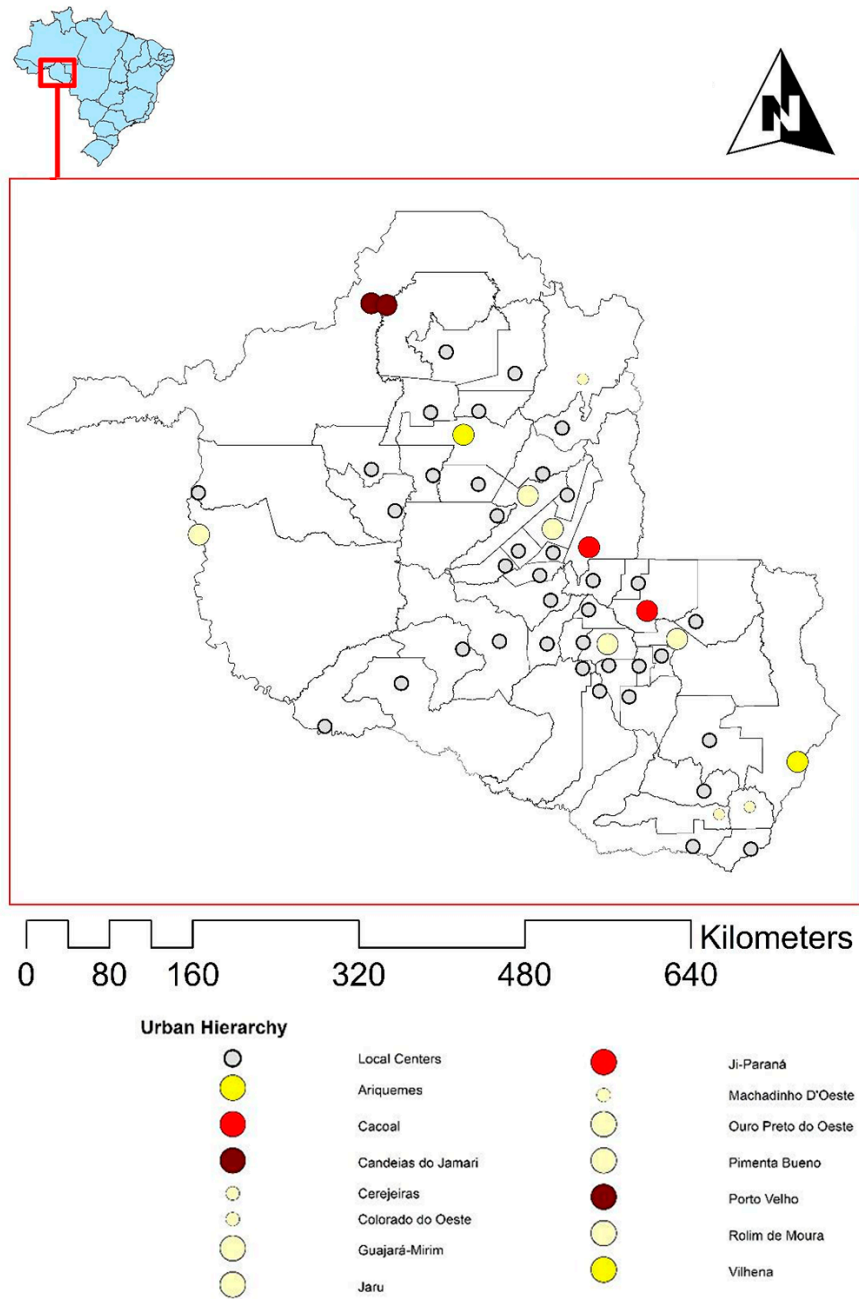 N
Kilometers
0 80 160 320 480 640
Urban Hierarchy
Local Centers
Ariquemes
Cacoal
Candeias do Jamari
Cerejeiras
Colorado do Oeste
Guajará-Mirim
Jaru
Ji-Paraná
Machadinho D'Oeste
Ouro Preto do Oeste
Pimenta Bueno
Porto Velho
Rolim de Moura
Vilhena